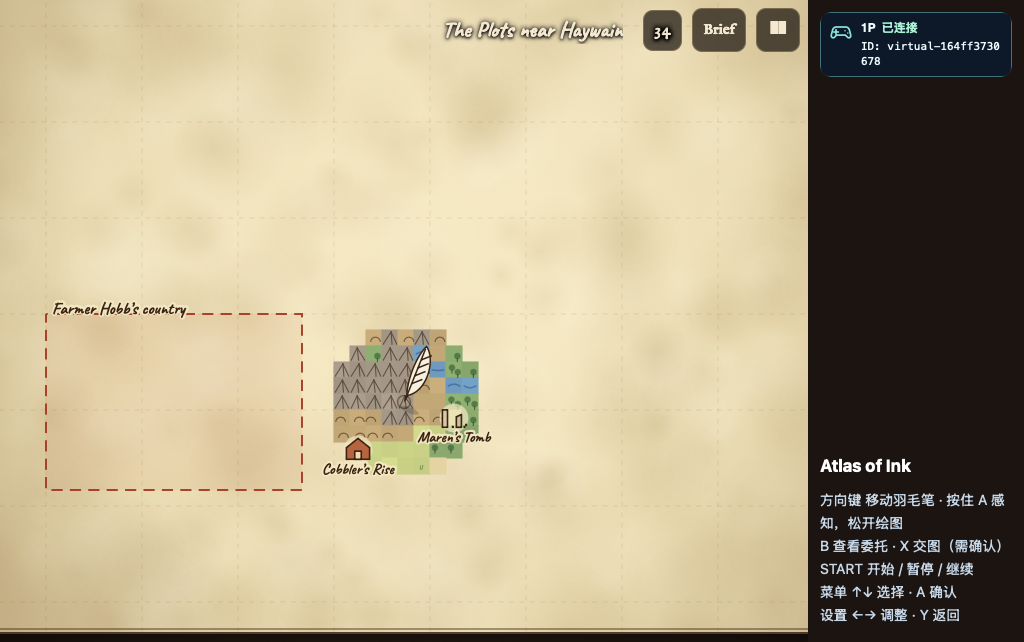 The Plots near Haywain
34
Brief
1P 已连接
ID: virtual-164ff3730
678
Farmer Hobb's country
Maren's Tomb
Cobbler's Rise
Atlas of Ink
方向键 移动羽毛笔 · 按住 A 感
知，松开绘图
B 查看委托 · X 交图（需确认）
START 开始 / 暂停 / 继续
菜单 ↑↓ 选择 · A 确认
设置 ←→ 调整 · Y 返回